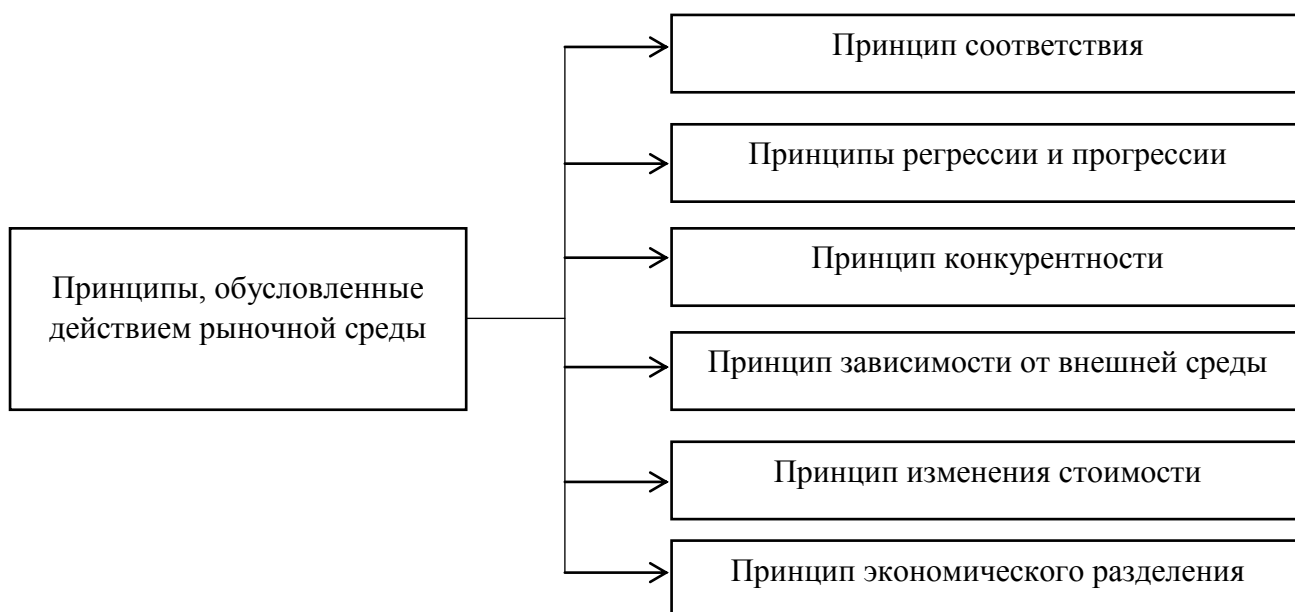 Принцип соответствия
Принципы регрессии и прогрессии
Принцип конкурентности
Принципы, обусловленные
действием рыночной среды
Принцип зависимости от внешней среды
Принцип изменения стоимости
Принцип экономического разделения